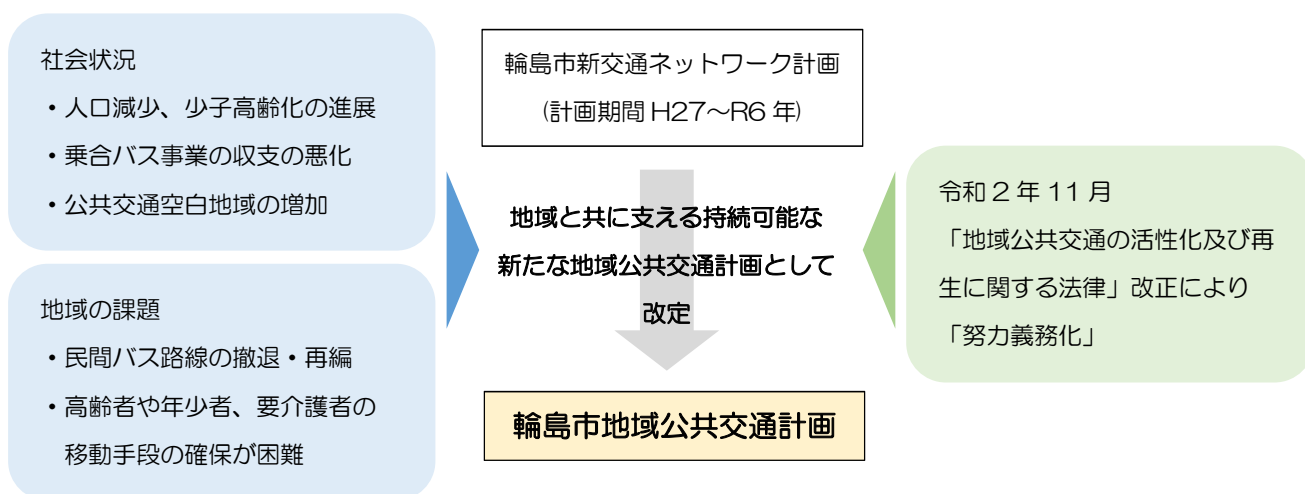 社会状況
・人口減少、少子高齢化の進展
・乗合バス事業の収支の悪化
・公共交通空白地域の増加
地域の課題
・民間バス路線の撤退・再編
・高齢者や年少者、要介護者の
移動手段の確保が困難
輪島市新交通ネットワーク計画
(計画期間 H27～R6 年)
地域と共に支える持続可能な
新たな地域公共交通計画として
改定
輪島市地域公共交通計画
令和 2 年 11 月
「地域公共交通の活性化及び再
生に関する法律」改正により
「努力義務化」